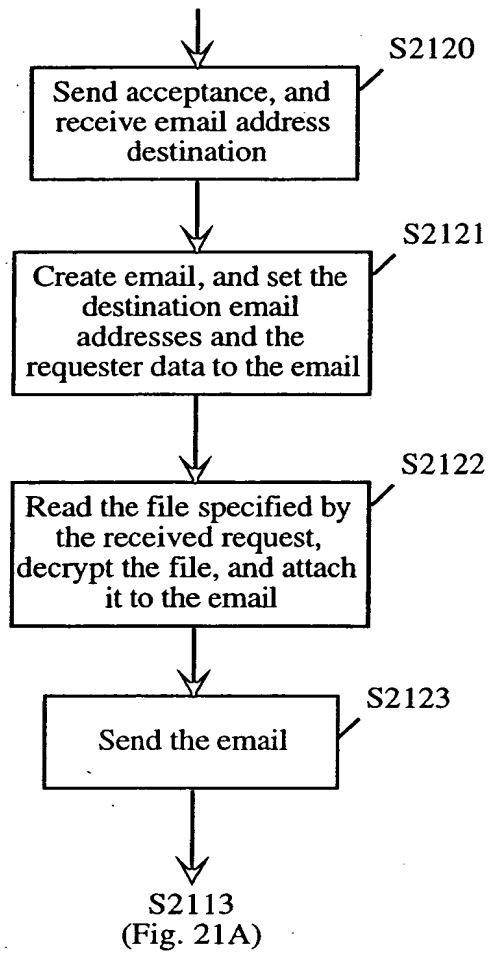 S2120
Send acceptance, and
receive email address
destination
S2121
Create email, and set the
destination email
addresses and the
requester data to the email
S2122
Read the file specified by
the received request,
decrypt the file, and attach
it to the email
S2123
Send the email
S2113
(Fig. 21A)